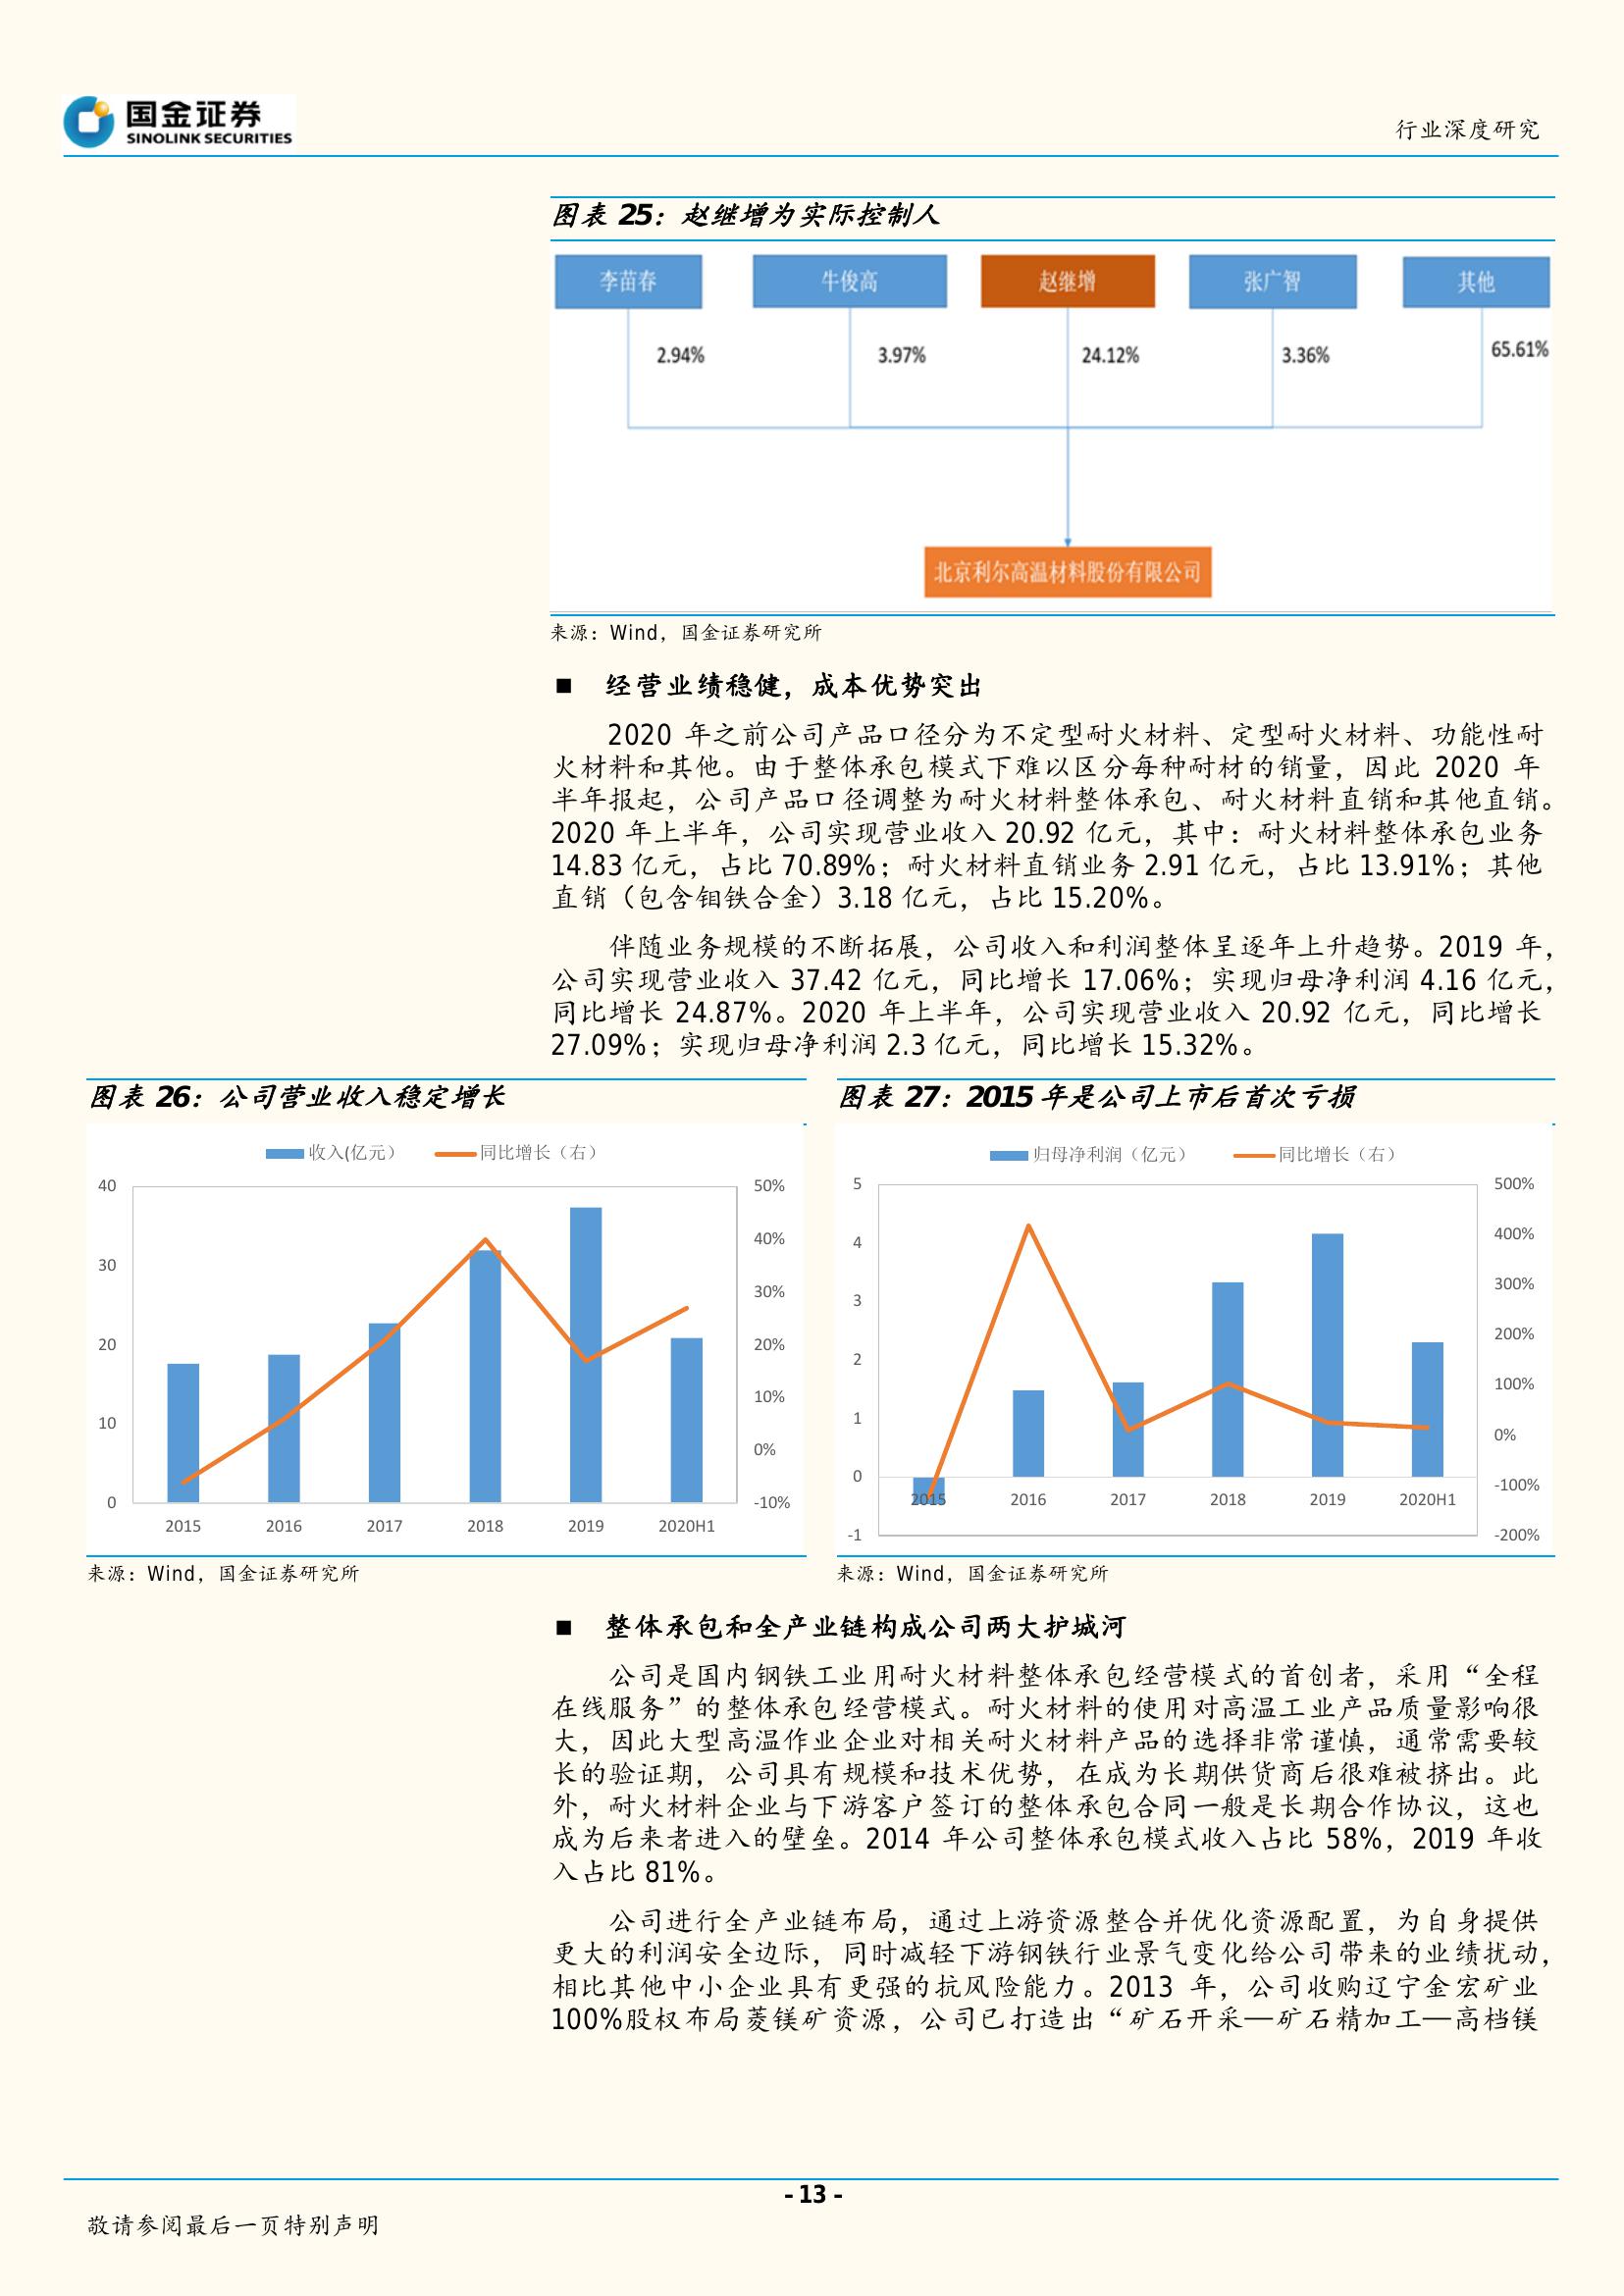 国金证券
SINOLINK SECURITIES
行业深度研究
图表 25：赵继增为实际控制人
李苗春
牛俊高
赵继增
张广智
其他
2.94%
3.97%
24.12%
3.36%
65.61%
北京利尔高温材料股份有限公司
来源：Wind，国金证券研究所
■ 经营业绩稳健，成本优势突出
2020 年之前公司产品口径分为不定型耐火材料、定型耐火材料、功能性耐
火材料和其他。由于整体承包模式下难以区分每种耐材的销量，因此 2020 年
半年报起，公司产品口径调整为耐火材料整体承包、耐火材料直销和其他直销。
2020 年上半年，公司实现营业收入 20.92 亿元，其中：耐火材料整体承包业务
14.83 亿元，占比 70.89%；耐火材料直销业务 2.91 亿元，占比 13.91%；其他
直销（包含钼铁合金）3.18 亿元，占比 15.20%。
伴随业务规模的不断拓展，公司收入和利润整体呈逐年上升趋势。2019 年，
公司实现营业收入 37.42 亿元，同比增长 17.06%；实现归母净利润 4.16 亿元，
同比增长 24.87%。2020 年上半年，公司实现营业收入 20.92 亿元，同比增长
27.09%；实现归母净利润 2.3 亿元，同比增长 15.32%。
图表 26：公司营业收入稳定增长
收入(亿元）
同比增长（右）
40
30
20
10
0
50%
40%
30%
20%
10%
0%
-10%
2015
2016
2017
2018
2019
2020H1
来源：Wind，国金证券研究所
图表 27：2015 年是公司上市后首次亏损
归母净利润（亿元）
同比增长（右）
5
4
3
2
1
0
-1
500%
400%
300%
200%
100%
0%
-100%
-200%
2015
2016
2017
2018
2019
2020H1
来源：Wind，国金证券研究所
■ 整体承包和全产业链构成公司两大护城河
公司是国内钢铁工业用耐火材料整体承包经营模式的首创者，采用“全程
在线服务”的整体承包经营模式。耐火材料的使用对高温工业产品质量影响很
大，因此大型高温作业企业对相关耐火材料产品的选择非常谨慎，通常需要较
长的验证期，公司具有规模和技术优势，在成为长期供货商后很难被挤出。此
外，耐火材料企业与下游客户签订的整体承包合同一般是长期合作协议，这也
成为后来者进入的壁垒。2014 年公司整体承包模式收入占比 58%，2019 年收
入占比 81%。
公司进行全产业链布局，通过上游资源整合并优化资源配置，为自身提供
更大的利润安全边际，同时减轻下游钢铁行业景气变化给公司带来的业绩扰动，
相比其他中小企业具有更强的抗风险能力。2013 年，公司收购辽宁金宏矿业
100%股权布局菱镁矿资源，公司已打造出“矿石开采—矿石精加工—高档镁
- 13 -
敬请参阅最后一页特别声明